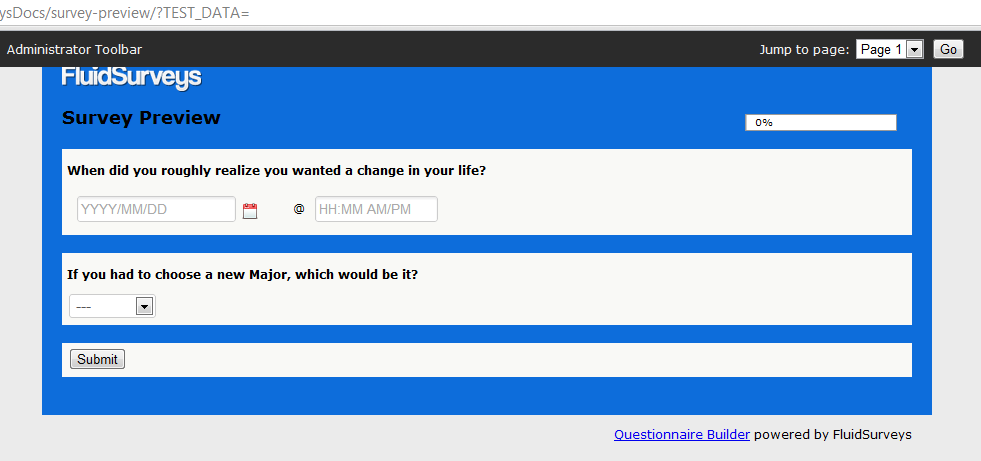 ysDocs/survey-preview/?TEST_DATA=
Administrator Toolbar Jump to page: Page 1 Go
FluidSurveys
Survey Preview 0%
When did you roughly realize you wanted a change in your life?
YYYY/MM/DD @ HH:MM AM/PM
If you had to choose a new Major, which would be it?
---
Submit
Questionnaire Builder powered by FluidSurveys